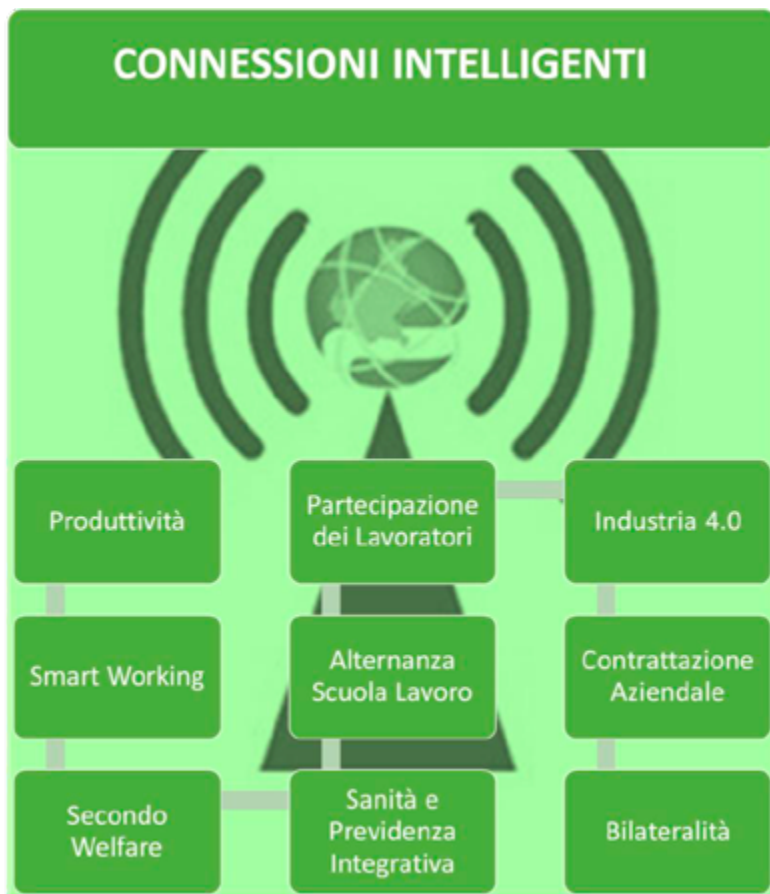 CONNESSIONI INTELLIGENTI
Produttività
Smart Working
Secondo
Welfare
Sanità e
Previdenza
Integrativa
Alternanza
Scuola Lavoro
Partecipazione
dei Lavoratori
Industria 4.0
Contrattazione
Aziendale
Bilateralità